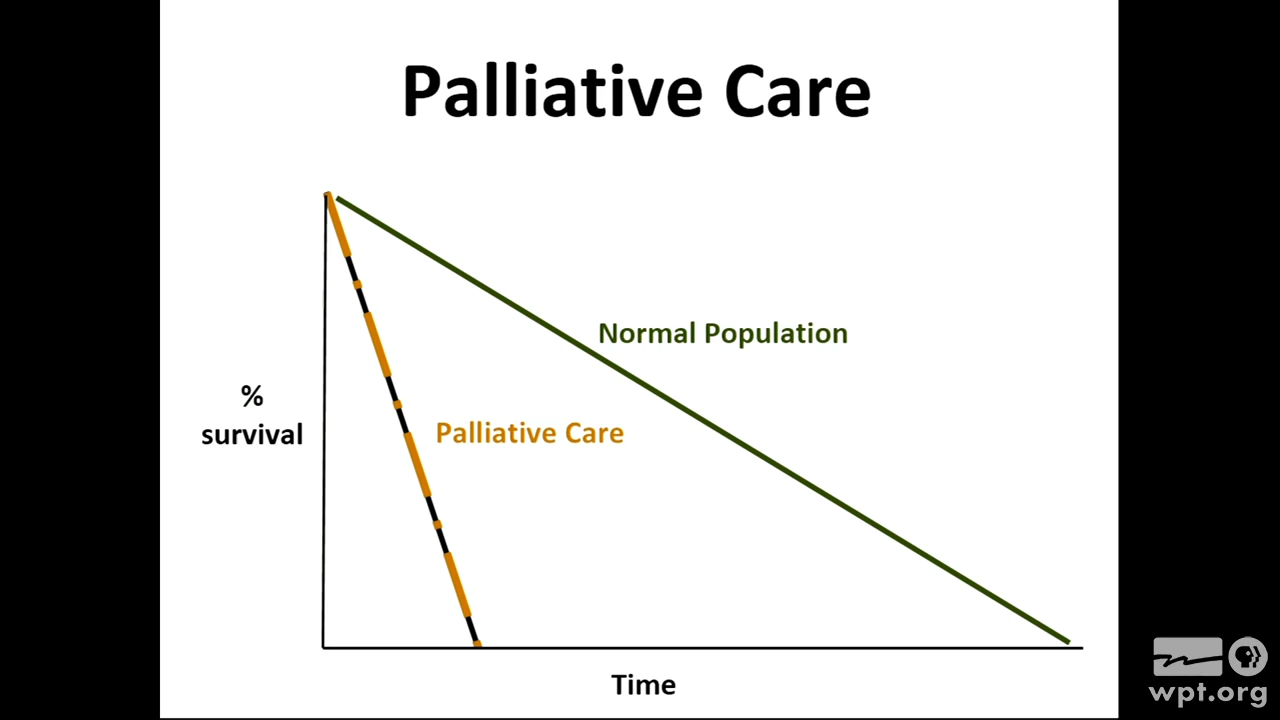 Palliative Care
Normal Population
%
survival
Palliative Care
Time
wpt.org